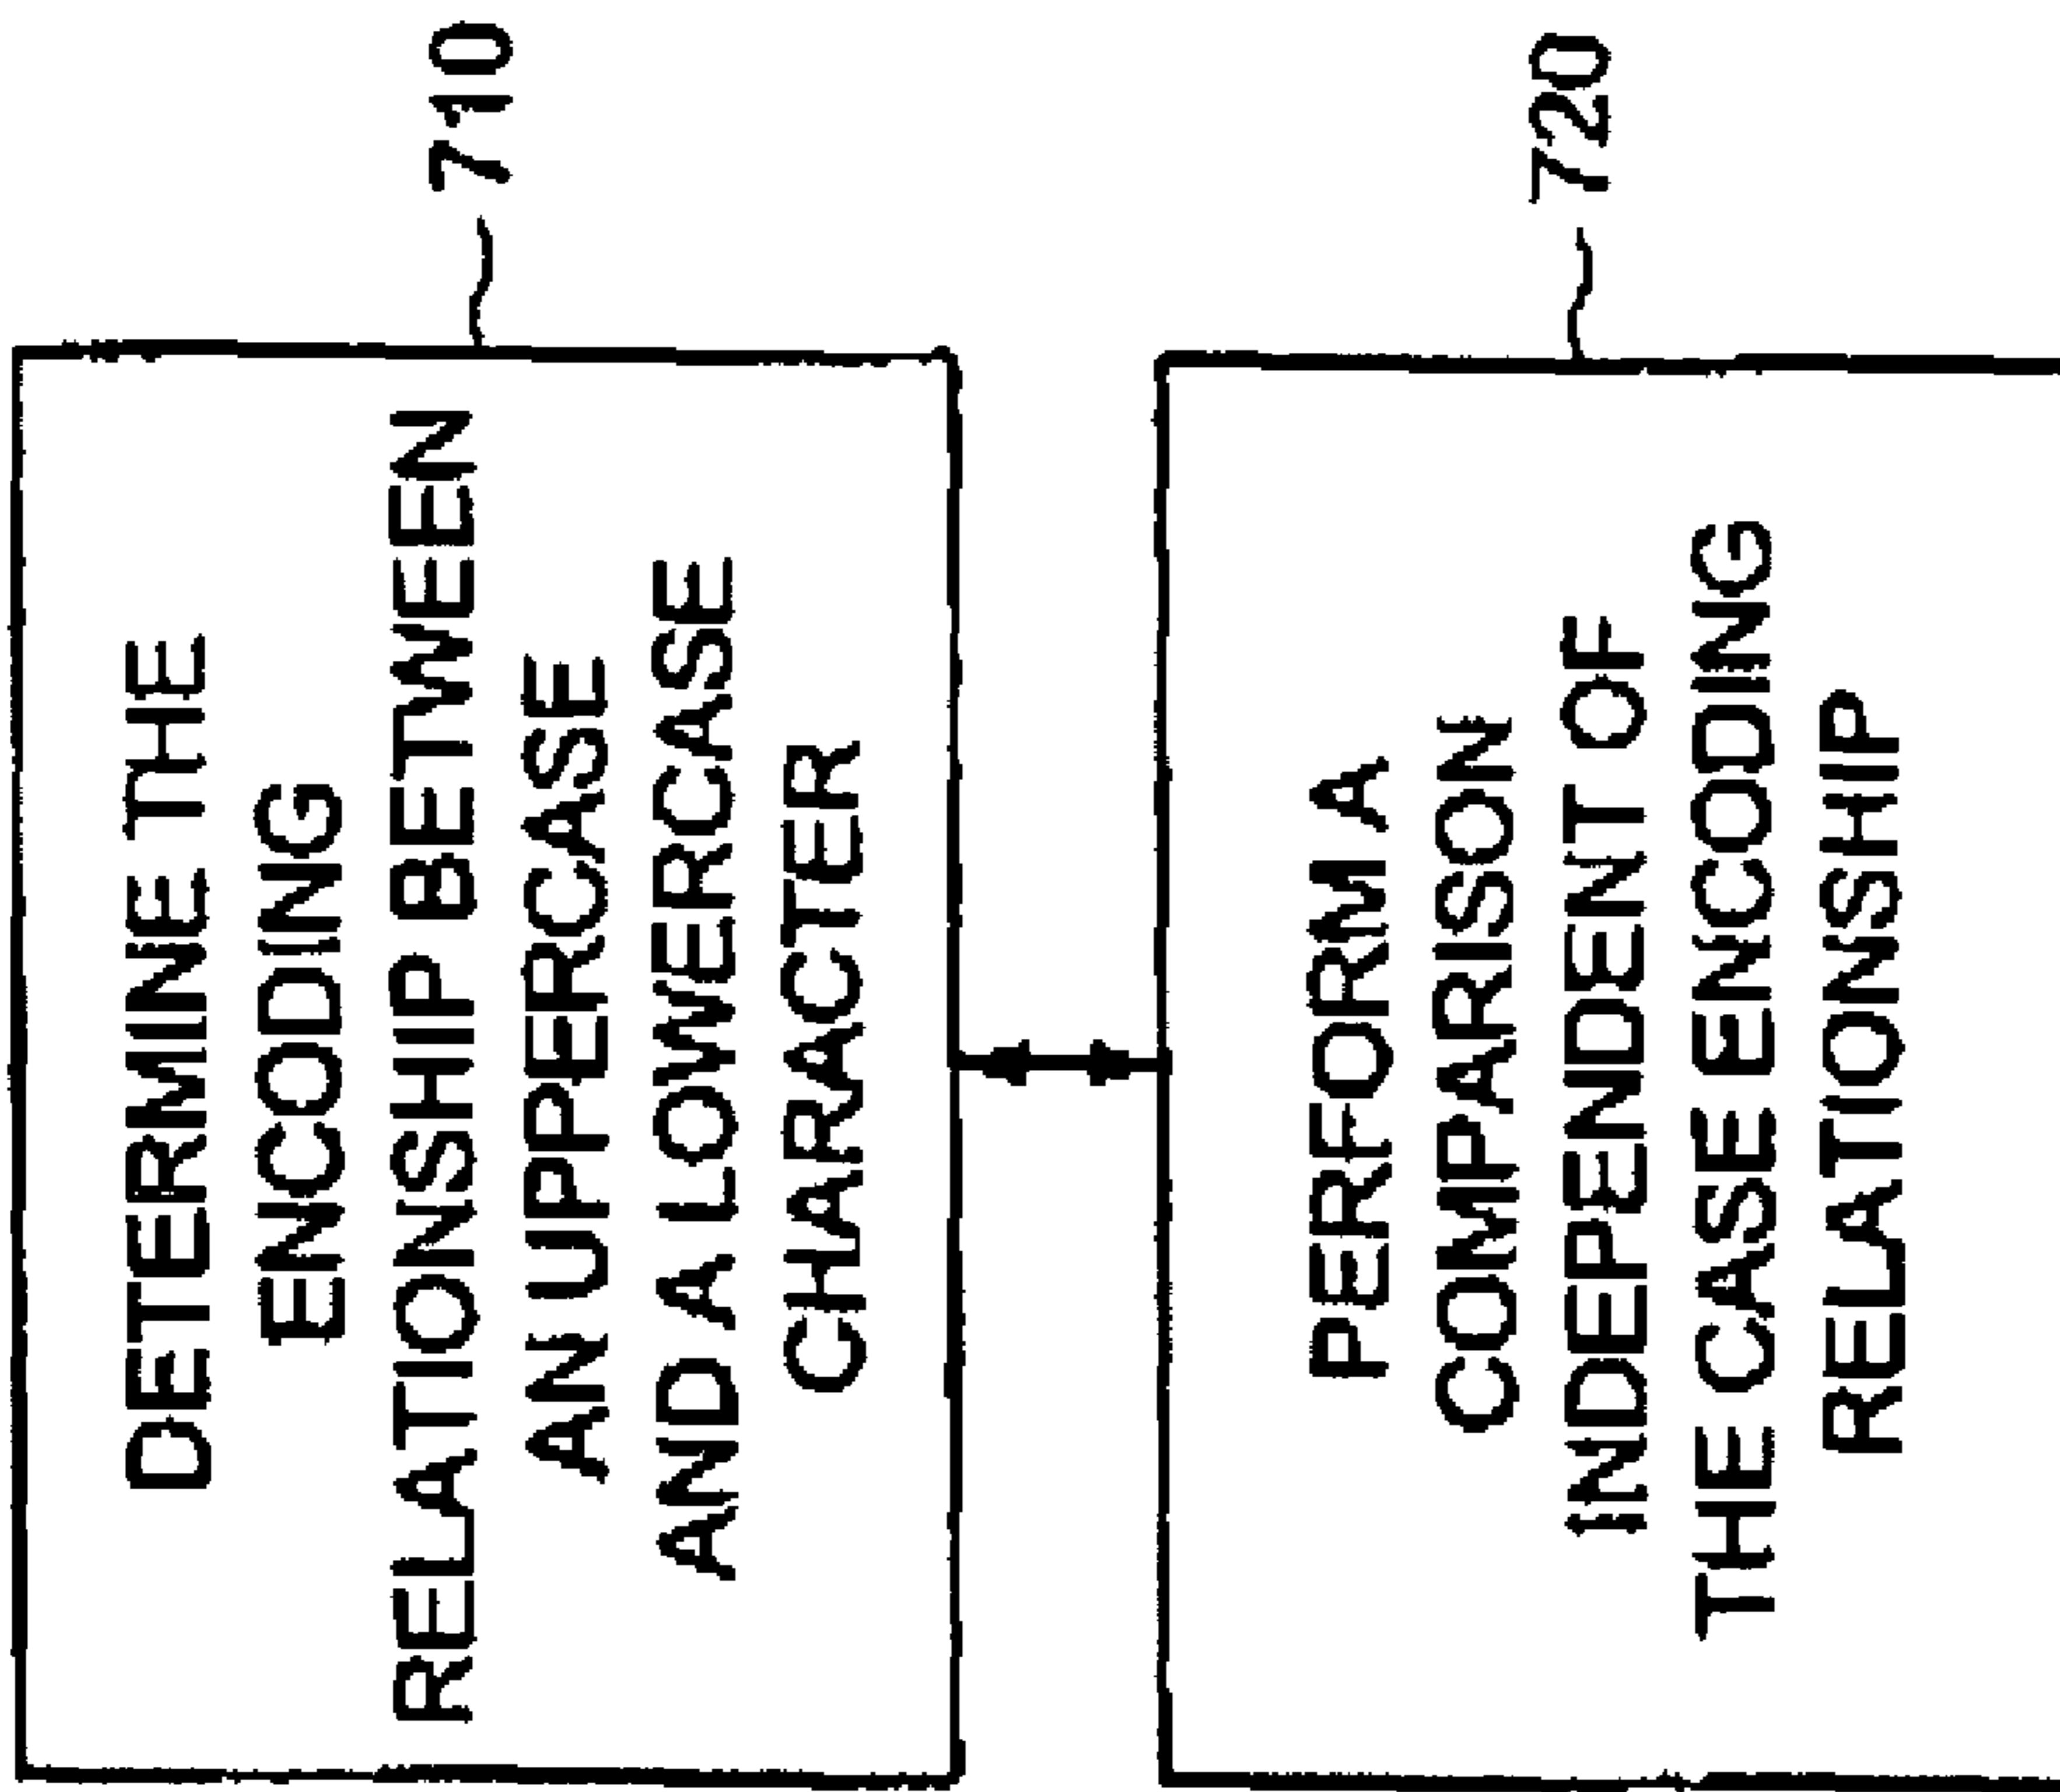 DETERMINE THE
ENCODING
RELATIONSHIP BETWEEN
AN UPPERCASE
AND A LOWERCASE
CHARACTER
710
PERFORM A
COMPARISON
INDEPENDENT OF
THE CASE ENCODING
RELATIONSHIP
720